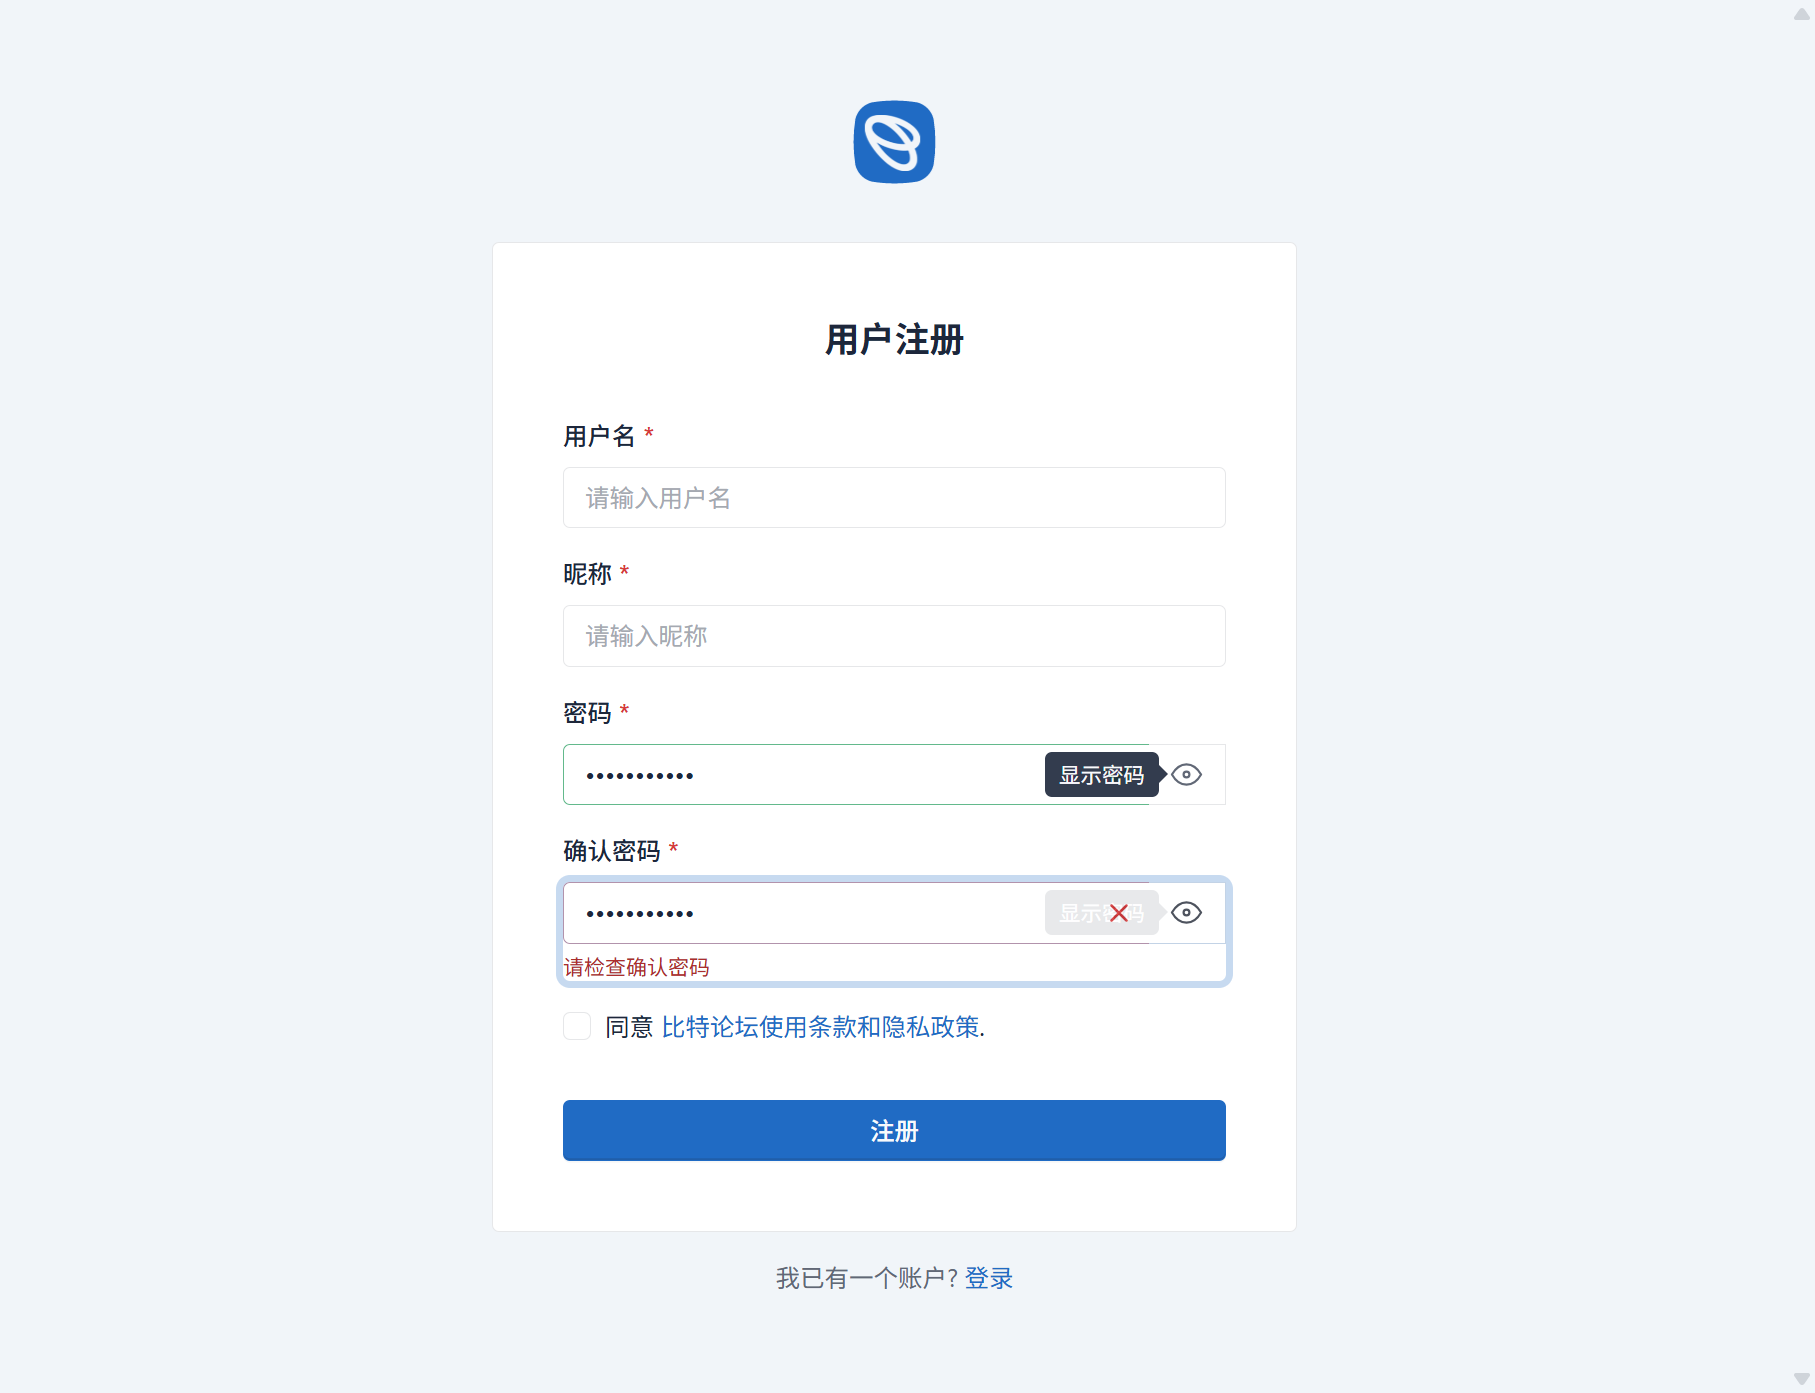 用户注册
用户名 *
请输入用户名
昵称 *
请输入昵称
密码 *
••••••••••• 显示密码
确认密码 *
••••••••••• 显示密码
请检查确认密码
同意 比特论坛使用条款和隐私政策.
注册
我已有一个账户? 登录